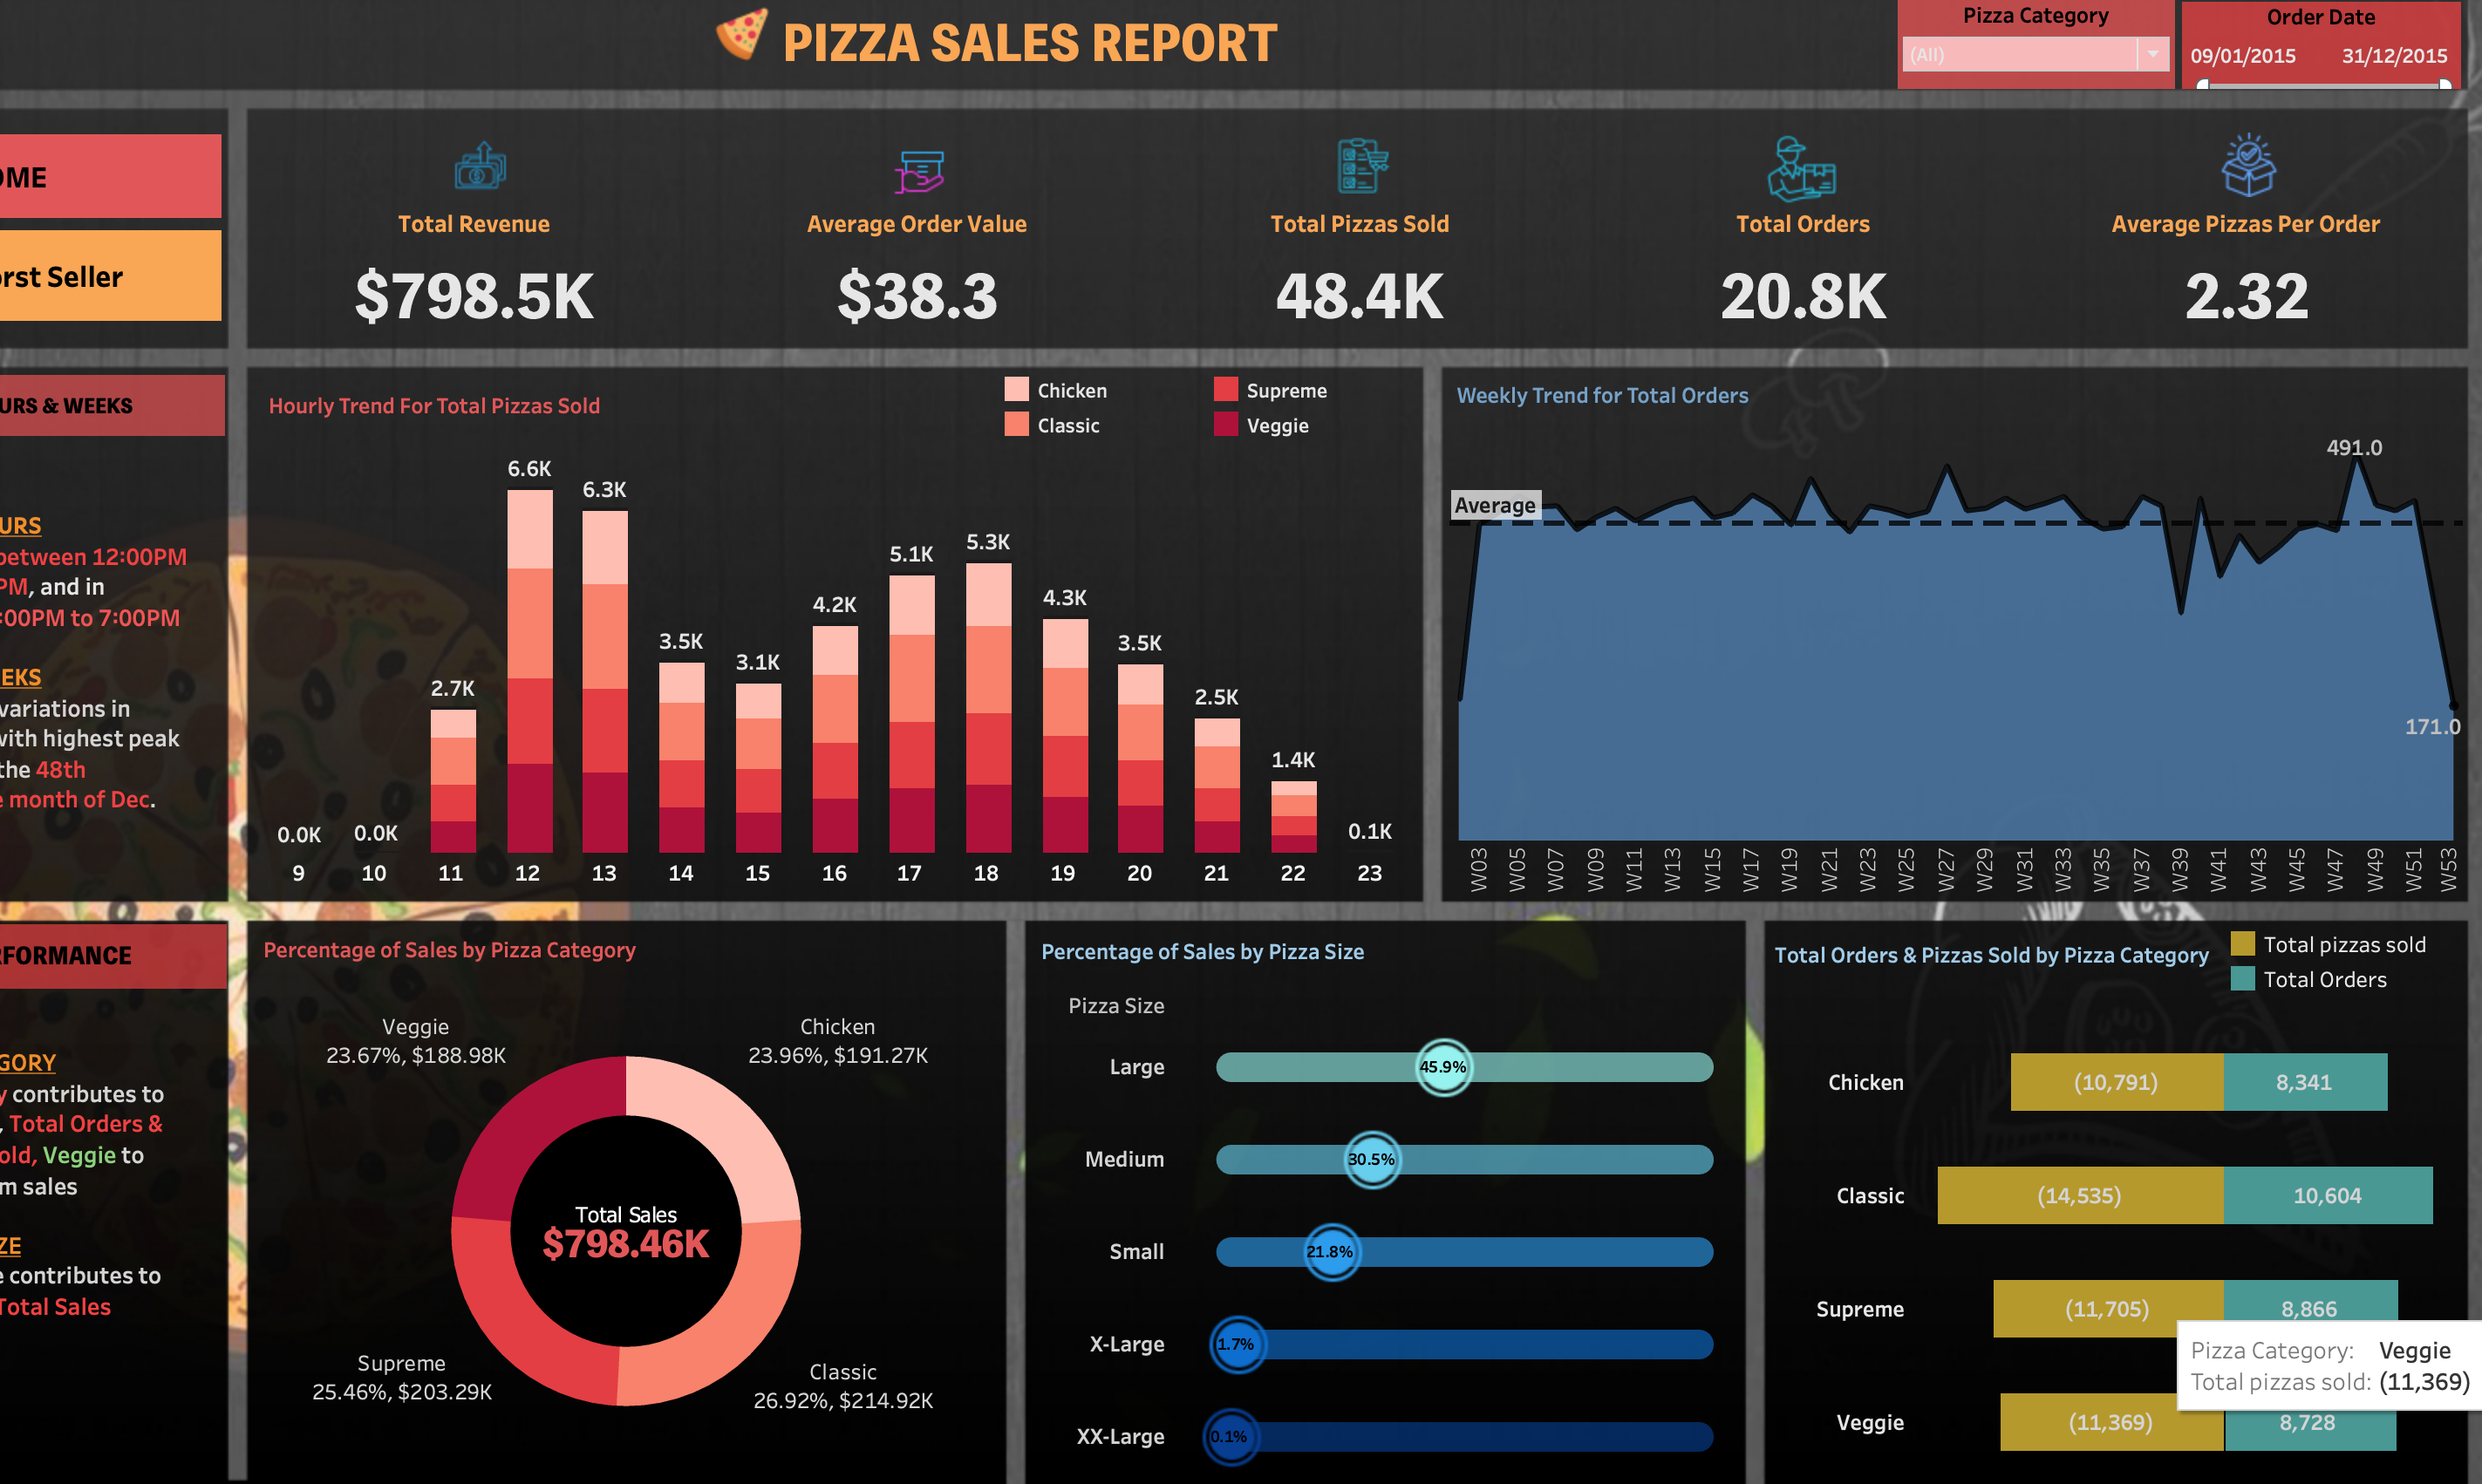 PIZZA SALES REPORT
Pizza Category
(All)
Order Date
09/01/2015 31/12/2015
OME
orst Seller
Total Revenue
$798.5K
Average Order Value
$38.3
Total Pizzas Sold
48.4K
Total Orders
20.8K
Average Pizzas Per Order
2.32
URS & WEEKS
URS
between 12:00PM
PM, and in
:00PM to 7:00PM
EKS
variations in
with highest peak
the 48th
e month of Dec.
Hourly Trend For Total Pizzas Sold
Chicken
Supreme
Classic
Veggie
0.0K
0.0K
2.7K
6.6K
6.3K
3.5K
3.1K
4.2K
5.1K
5.3K
4.3K
3.5K
2.5K
1.4K
0.1K
9 10 11 12 13 14 15 16 17 18 19 20 21 22 23
Weekly Trend for Total Orders
Average
491.0
171.0
W03
W05
W07
W09
W11
W13
W15
W17
W19
W21
W23
W25
W27
W29
W31
W33
W35
W37
W39
W41
W43
W45
W47
W49
W51
W53
FORMANCE
GORY
y contributes to
, Total Orders &
old, Veggie to
m sales
ZE
e contributes to
Total Sales
Percentage of Sales by Pizza Category
Veggie
23.67%, $188.98K
Chicken
23.96%, $191.27K
Total Sales
$798.46K
Supreme
25.46%, $203.29K
Classic
26.92%, $214.92K
Percentage of Sales by Pizza Size
Pizza Size
Large
45.9%
Medium
30.5%
Small
21.8%
X-Large
1.7%
XX-Large
0.1%
Total Orders & Pizzas Sold by Pizza Category
Total pizzas sold
Total Orders
Chicken (10,791) 8,341
Classic (14,535) 10,604
Supreme (11,705) 8,866
Pizza Category: Veggie
Total pizzas sold: (11,369)
Veggie (11,369) 8,728